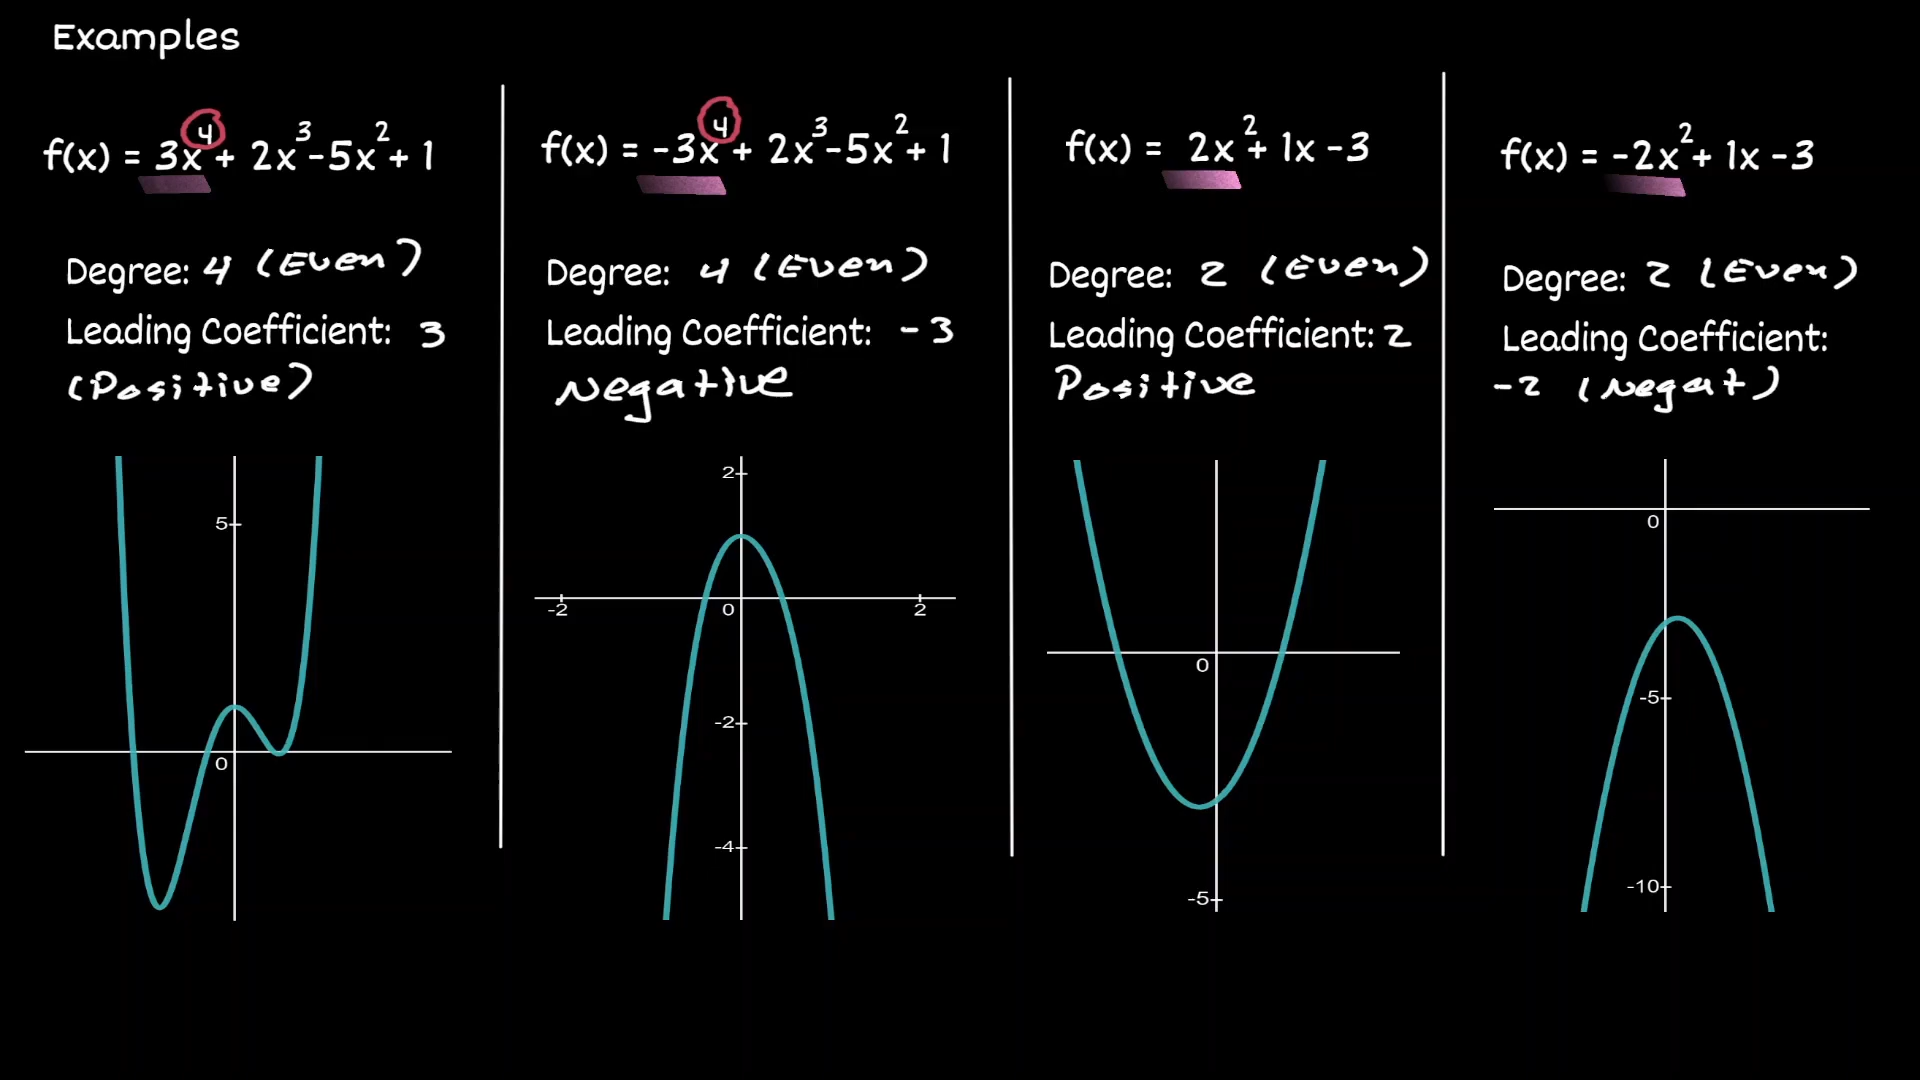 Examples
f(x) = 3x⁴ + 2x³-5x² + 1
Degree: 4 (Even)
Leading Coefficient: 3
(Positive)
5
0
f(x) = -3x⁴ + 2x³-5x² + 1
Degree: 4 (Even)
Leading Coefficient: -3
Negative
2
-2 0 2
-2
-4
f(x) = 2x² + 1x -3
Degree: 2 (Even)
Leading Coefficient: 2
Positive
0
-5
f(x) = -2x² + 1x -3
Degree: 2 (Even)
Leading Coefficient:
-2 (Negat)
0
-5
-10